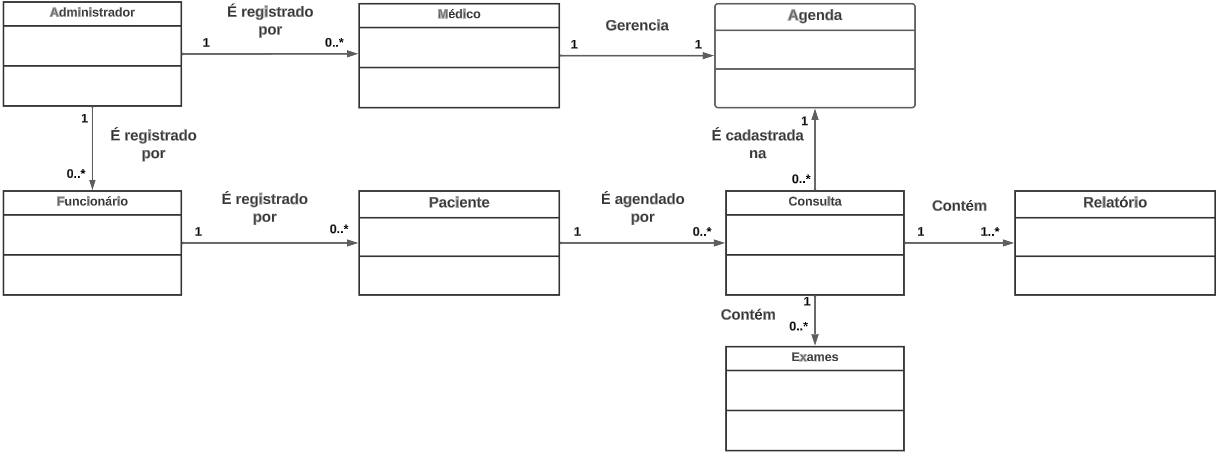 Administrador
É registrado
por
1
0..*
Médico
Gerencia
1
1
Agenda
1
É registrado
por
0..*
1
É cadastrada
na
0..*
Funcionário
É registrado
por
1
0..*
Paciente
É agendado
por
1
0..*
Consulta
Contém
1
1..*
Relatório
1
Contém
0..*
Exames